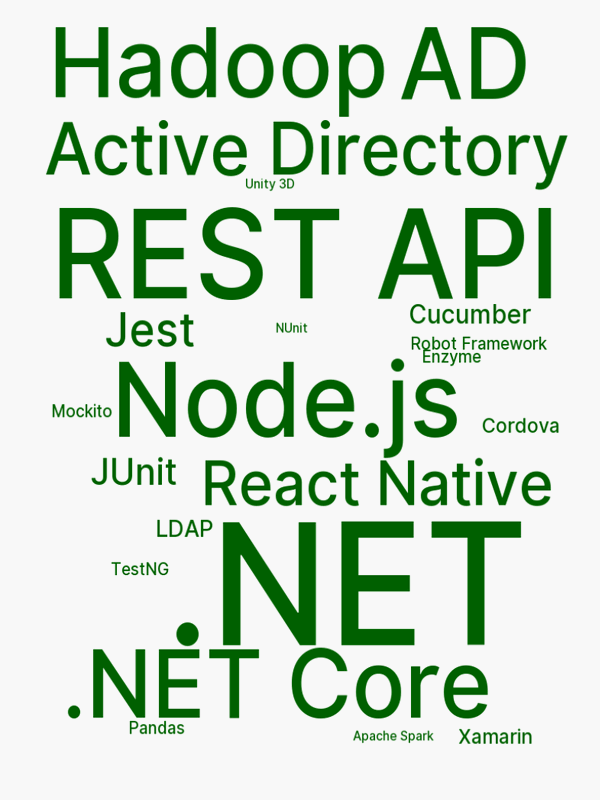 Hadoop AD
Active Directory
Unity 3D
REST API
Cucumber
Jest
NUnit
Robot Framework
Enzyme
Node.js
Mockito
Cordova
JUnit
React Native
LDAP
.NET
TestNG
.NET Core
Pandas
Apache Spark
Xamarin